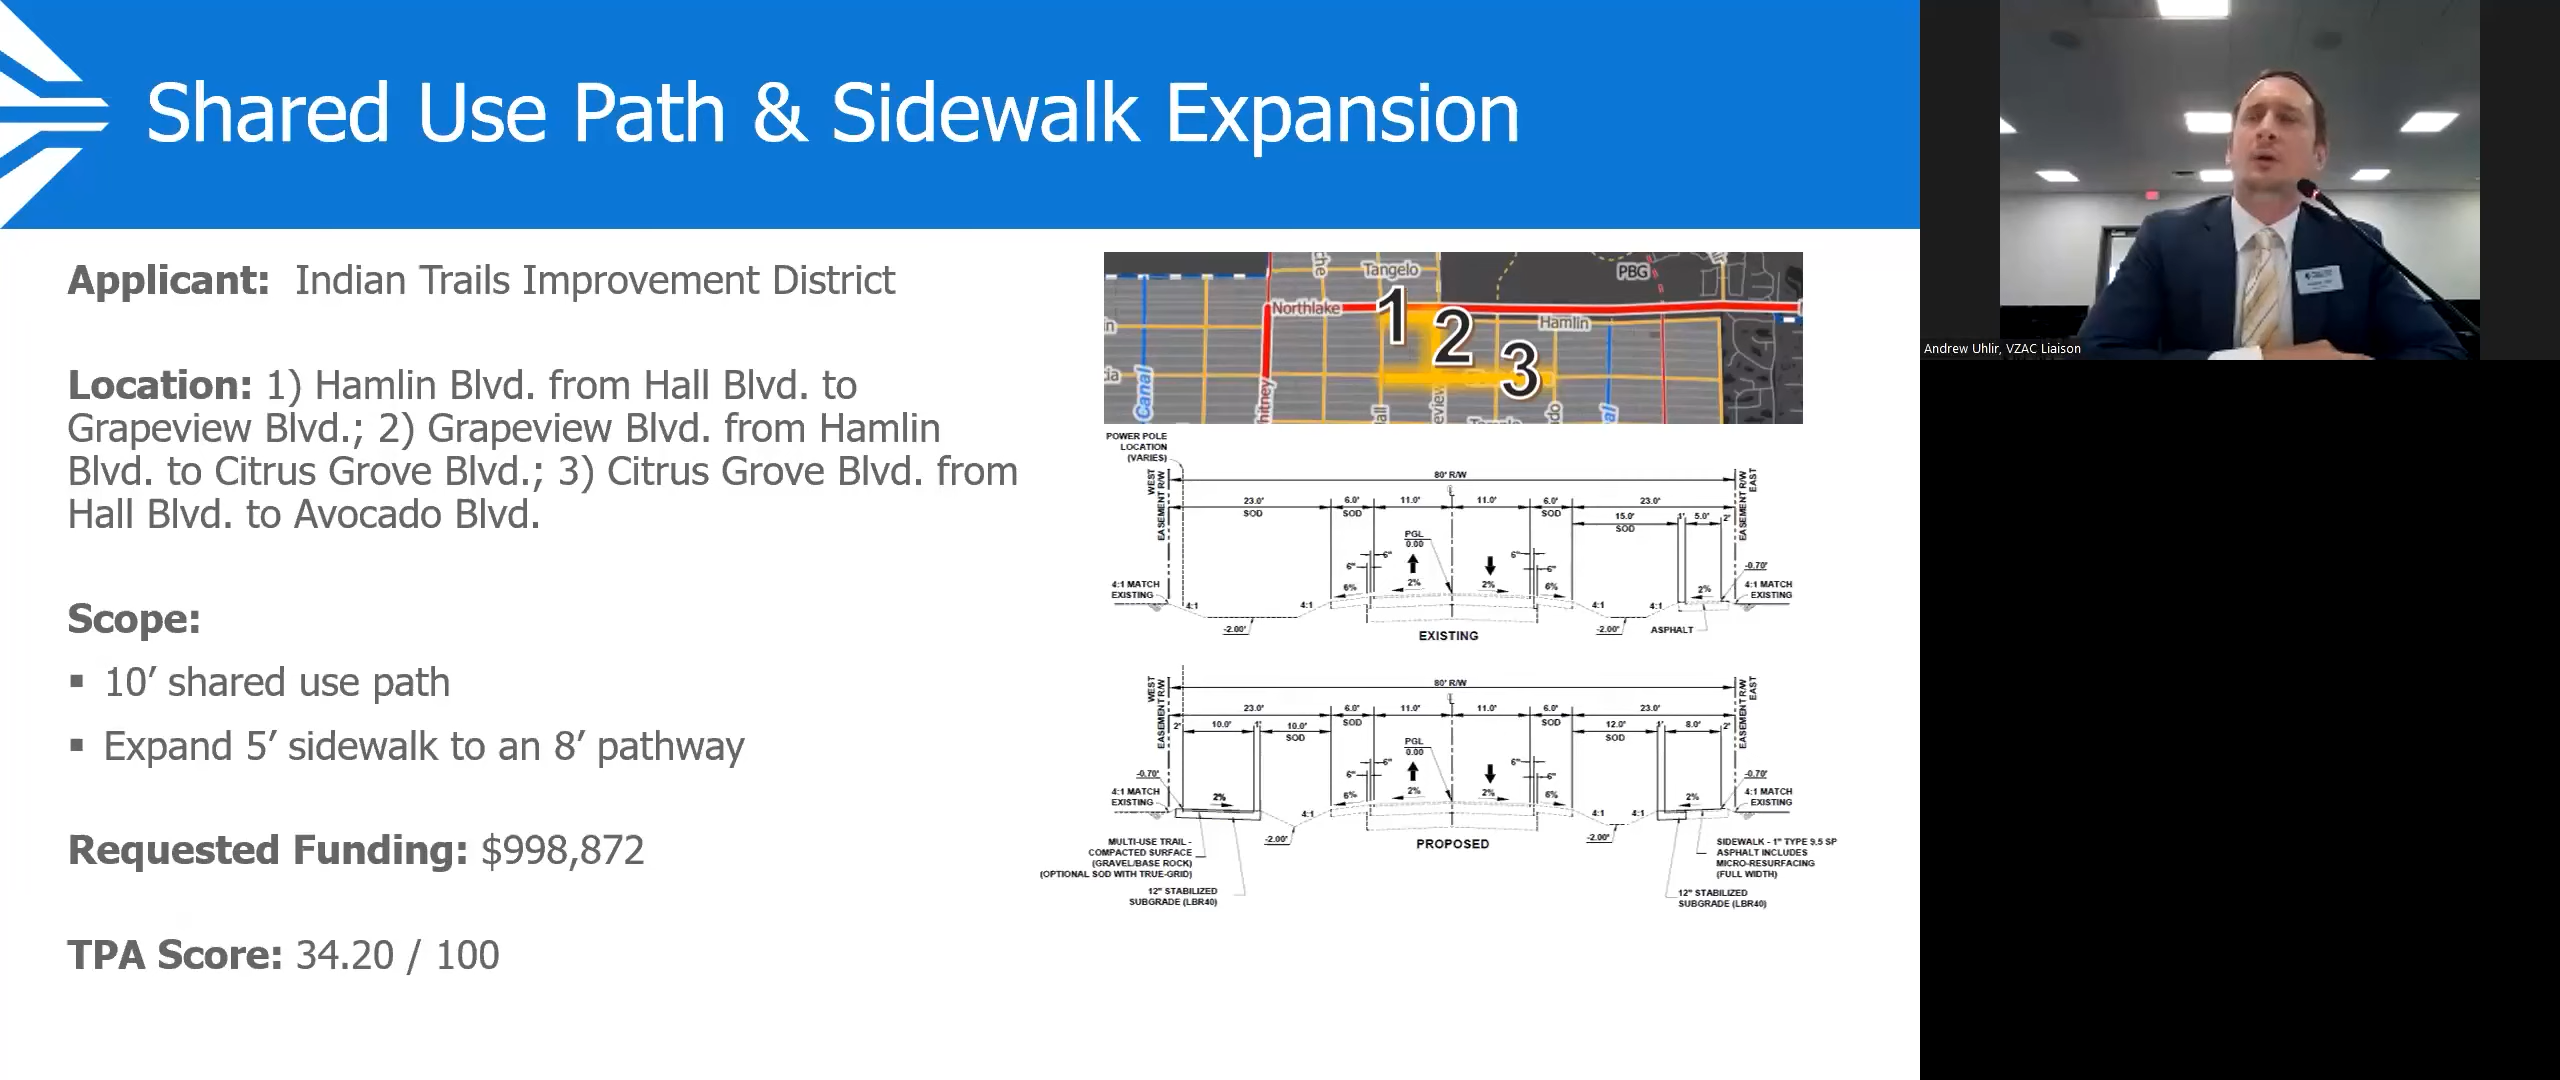 Shared Use Path & Sidewalk Expansion
Applicant: Indian Trails Improvement District
Location: 1) Hamlin Blvd. from Hall Blvd. to
Grapeview Blvd.; 2) Grapeview Blvd. from Hamlin
Blvd. to Citrus Grove Blvd.; 3) Citrus Grove Blvd. from
Hall Blvd. to Avocado Blvd.
Scope:
▪ 10’ shared use path
▪ Expand 5’ sidewalk to an 8’ pathway
Requested Funding: $998,872
TPA Score: 34.20 / 100
Tangelo
PBG
Northlake
Hamlin
1
2
3
Canal
POWER POLE
LOCATION
(VARIES)
WEST
EASEMENT R/W
80' R/W
EASEMENT R/W
EAST
23.0' 6.0' 11.0' 11.0' 6.0' 23.0'
SOD SOD SOD
15.0' 1' 5.0' 2'
SOD
PGL
0.00
6" 6"
6" 6"
6% 2% 2% 6% 2%
-0.70'
4:1 MATCH
EXISTING
4:1 MATCH
EXISTING
4:1 4:1 4:1 4:1
-2.00' -2.00'
ASPHALT
EXISTING
WEST
EASEMENT R/W
80' R/W
EASEMENT R/W
EAST
23.0' 6.0' 11.0' 11.0' 6.0' 23.0'
SOD SOD
2' 10.0' 1' 10.0' 12.0' 1' 8.0' 2'
SOD SOD
PGL
0.00
6" 6"
6" 6"
-0.70' -0.70'
4:1 MATCH
EXISTING
4:1 MATCH
EXISTING
2% 6% 2% 2% 6% 2%
4:1 4:1 4:1
-2.00' -2.00'
PROPOSED
MULTI-USE TRAIL -
COMPACTED SURFACE
(GRAVEL/BASE ROCK)
(OPTIONAL SOD WITH TRUE-GRID)
12" STABILIZED
SUBGRADE (LBR40)
SIDEWALK - 1" TYPE 9.5 SP
ASPHALT INCLUDES
MICRO-RESURFACING
(FULL WIDTH)
12" STABILIZED
SUBGRADE (LBR40)
Andrew Uhlir, VZAC Liaison